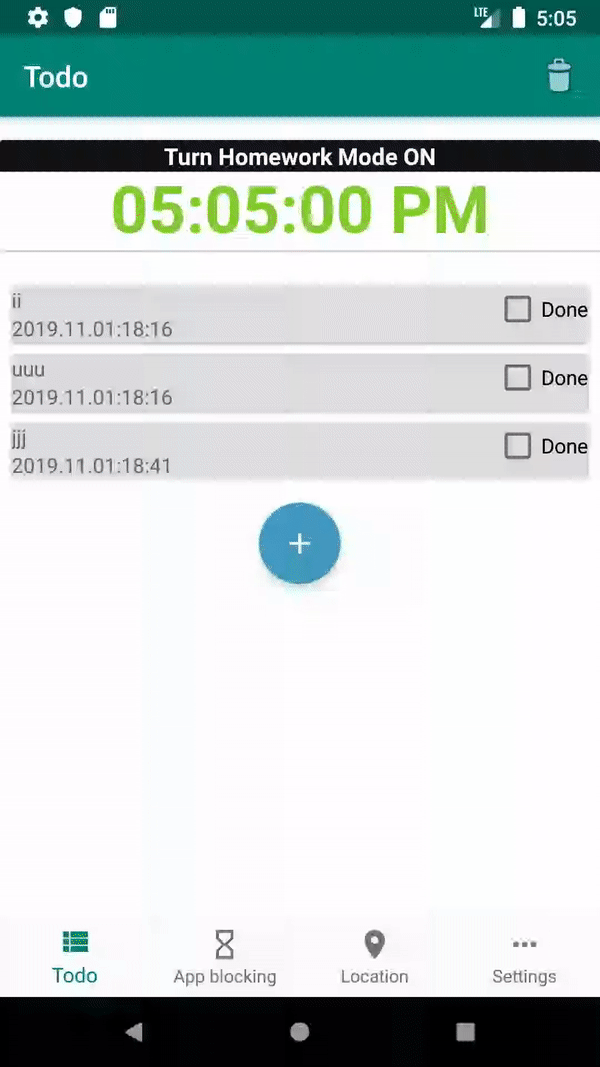 LTE 5:05
Todo
Turn Homework Mode ON
05:05:00 PM
ii
2019.11.01:18:16
Done
uuu
2019.11.01:18:16
Done
jjj
2019.11.01:18:41
Done
+
Todo
App blocking
Location
Settings